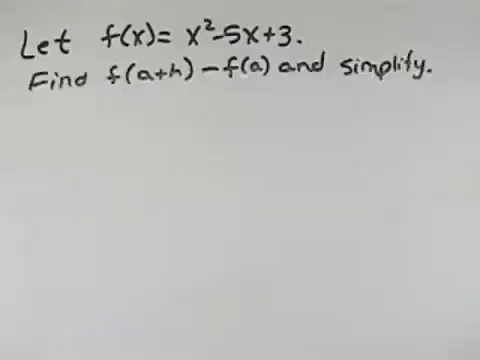 Let f(x) = x²-5x+3.
Find f(a+h) - f(a) and simplify.